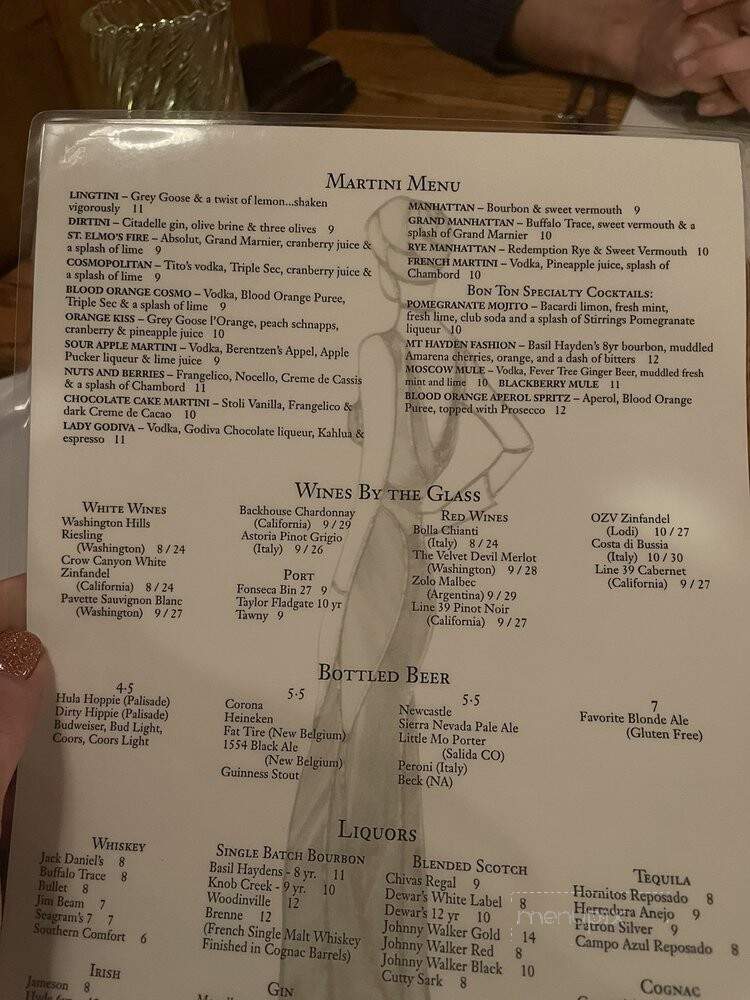 MARTINI MENU
LINGTINI – Grey Goose & a twist of lemon...shaken
vigorously 11
DIRTINI – Citadelle gin, olive brine & three olives 9
ST. ELMO'S FIRE – Absolut, Grand Marnier, cranberry juice &
a splash of lime 9
COSMOPOLITAN – Tito's vodka, Triple Sec, cranberry juice &
a splash of lime 9
BLOOD ORANGE COSMO – Vodka, Blood Orange Puree,
Triple Sec & a splash of lime 9
ORANGE KISS – Grey Goose l'Orange, peach schnapps,
cranberry & pineapple juice 10
SOUR APPLE MARTINI – Vodka, Berentzen's Appel, Apple
Pucker liqueur & lime juice 9
NUTS AND BERRIES – Frangelico, Nocello, Creme de Cassis
& a splash of Chambord 11
CHOCOLATE CAKE MARTINI – Stoli Vanilla, Frangelico &
dark Creme de Cacao 10
LADY GODIVA – Vodka, Godiva Chocolate liqueur, Kahlua &
espresso 11
MANHATTAN – Bourbon & sweet vermouth 9
GRAND MANHATTAN – Buffalo Trace, sweet vermouth & a
splash of Grand Marnier 10
RYE MANHATTAN – Redemption Rye & Sweet Vermouth 10
FRENCH MARTINI – Vodka, Pineapple juice, splash of
Chambord 10
BON TON SPECIALTY COCKTAILS:
POMEGRANATE MOJITO – Bacardi limon, fresh mint,
fresh lime, club soda and a splash of Stirrings Pomegranate
liqueur 10
MT HAYDEN FASHION – Basil Hayden's 8yr bourbon, muddled
Amarena cherries, orange, and a dash of bitters 12
MOSCOW MULE – Vodka, Fever Tree Ginger Beer, muddled fresh
mint and lime 10 BLACKBERRY MULE 11
BLOOD ORANGE APEROL SPRITZ – Aperol, Blood Orange
Puree, topped with Prosecco 12
WINES BY THE GLASS
WHITE WINES
Washington Hills
Riesling
(Washington) 8 / 24
Crow Canyon White
Zinfandel
(California) 8 / 24
Pavette Sauvignon Blanc
(Washington) 9 / 27
Backhouse Chardonnay
(California) 9 / 29
Astoria Pinot Grigio
(Italy) 9 / 26
PORT
Fonseca Bin 27 9
Taylor Fladgate 10 yr
Tawny 9
RED WINES
Bolla Chianti
(Italy) 8 / 24
The Velvet Devil Merlot
(Washington) 9 / 28
Zolo Malbec
(Argentina) 9 / 29
Line 39 Pinot Noir
(California) 9 / 27
OZV Zinfandel
(Lodi) 10 / 27
Costa di Bussia
(Italy) 10 / 30
Line 39 Cabernet
(California) 9 / 27
BOTTLED BEER
4.5
Hula Hoppie (Palisade)
Dirty Hippie (Palisade)
Budweiser, Bud Light,
Coors, Coors Light
5.5
Corona
Heineken
Fat Tire (New Belgium)
1554 Black Ale
(New Belgium)
Guinness Stout
5.5
Newcastle
Sierra Nevada Pale Ale
Little Mo Porter
(Salida CO)
Peroni (Italy)
Beck (NA)
7
Favorite Blonde Ale
(Gluten Free)
LIQUORS
WHISKEY
Jack Daniel's 8
Buffalo Trace 8
Bullet 8
Jim Beam 7
Seagram's 7 7
Southern Comfort 6
IRISH
Jameson 8
SINGLE BATCH BOURBON
Basil Haydens - 8 yr. 11
Knob Creek - 9 yr. 10
Woodinville 12
Brenne 12
(French Single Malt Whiskey
Finished in Cognac Barrels)
GIN
BLENDED SCOTCH
Chivas Regal 9
Dewar's White Label 8
Dewar's 12 yr 10
Johnny Walker Gold 14
Johnny Walker Red 8
Johnny Walker Black 10
Cutty Sark 8
TEQUILA
Hornitos Reposado 8
Herradura Anejo 9
Patron Silver 9
Campo Azul Reposado 8
COGNAC